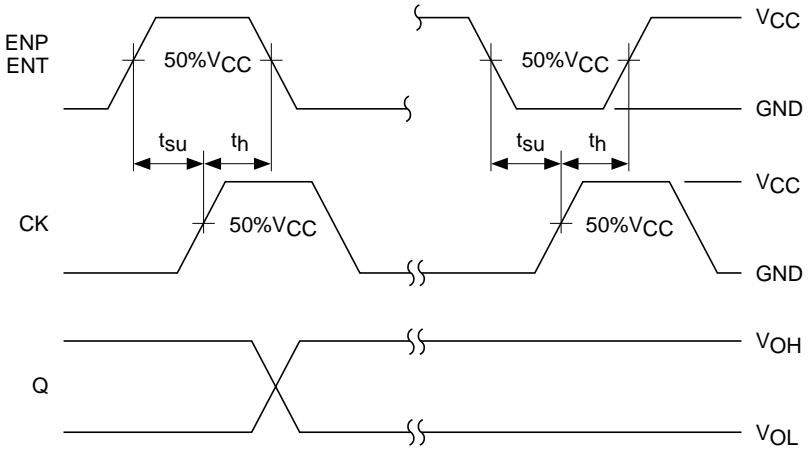 ENP
ENT
50%VCC
50%VCC
VCC
GND
tsu
th
tsu
th
CK
50%VCC
50%VCC
VCC
GND
Q
VOH
VOL